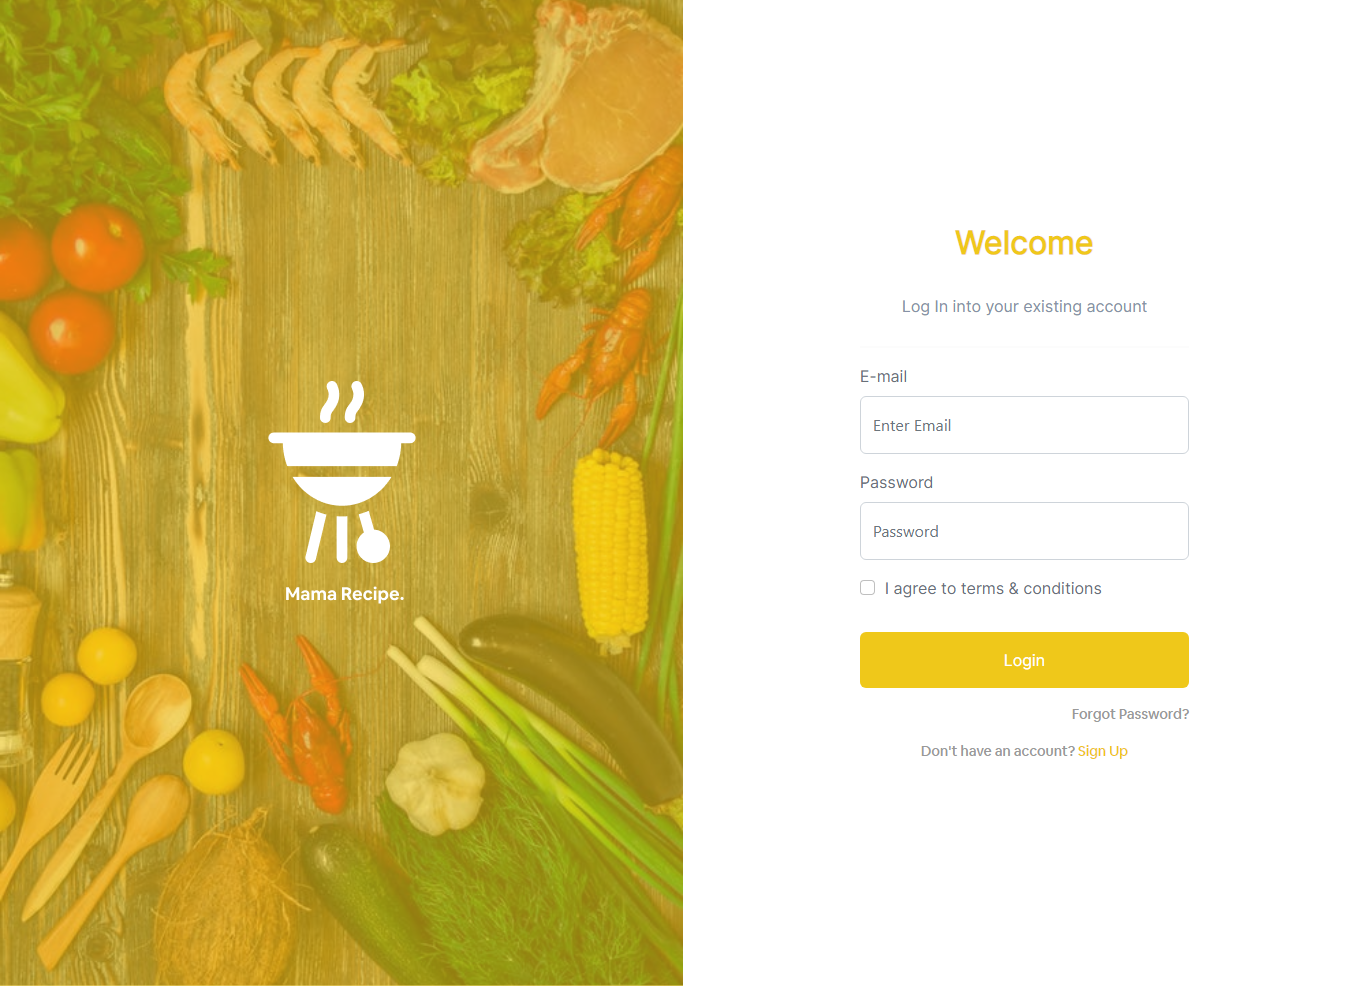 Mama Recipe.
Welcome
Log In into your existing account
E-mail
Enter Email
Password
Password
I agree to terms & conditions
Login
Forgot Password?
Don't have an account? Sign Up